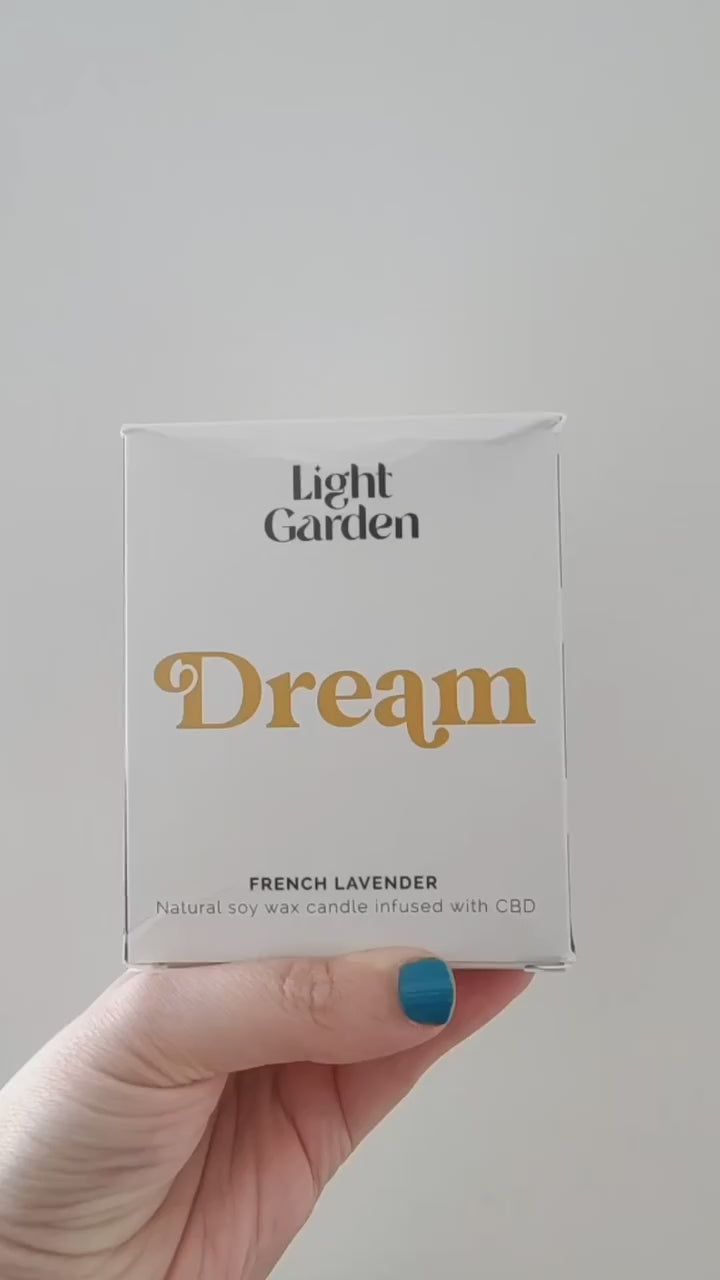 Light
Garden
Dream
FRENCH LAVENDER
Natural soy wax candle infused with CBD